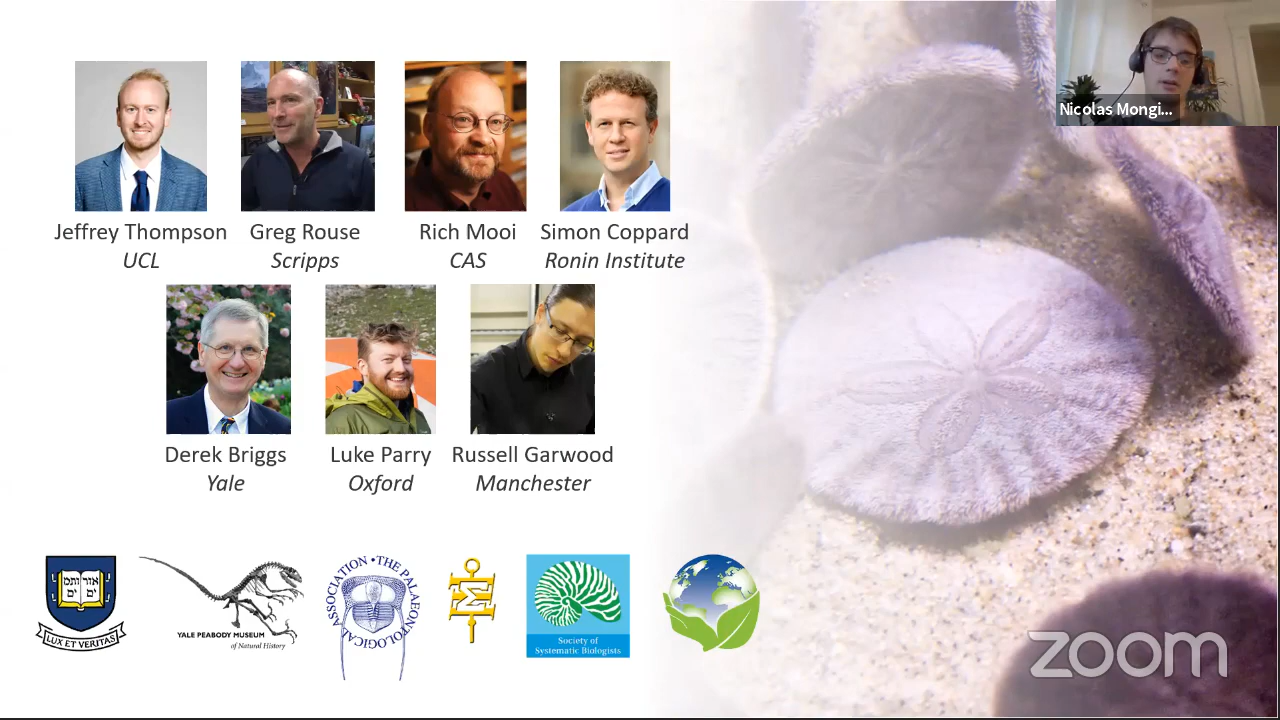 Nicolas Mongi...
Jeffrey Thompson
UCL
Greg Rouse
Scripps
Rich Mooi
CAS
Simon Coppard
Ronin Institute
Derek Briggs
Yale
Luke Parry
Oxford
Russell Garwood
Manchester
אורים
ותמים
LUX ET VERITAS
YALE PEABODY MUSEUM
of Natural History
THE PALAEONTOLOGICAL ASSOCIATION •
Σ
Society of
Systematic Biologists
zoom